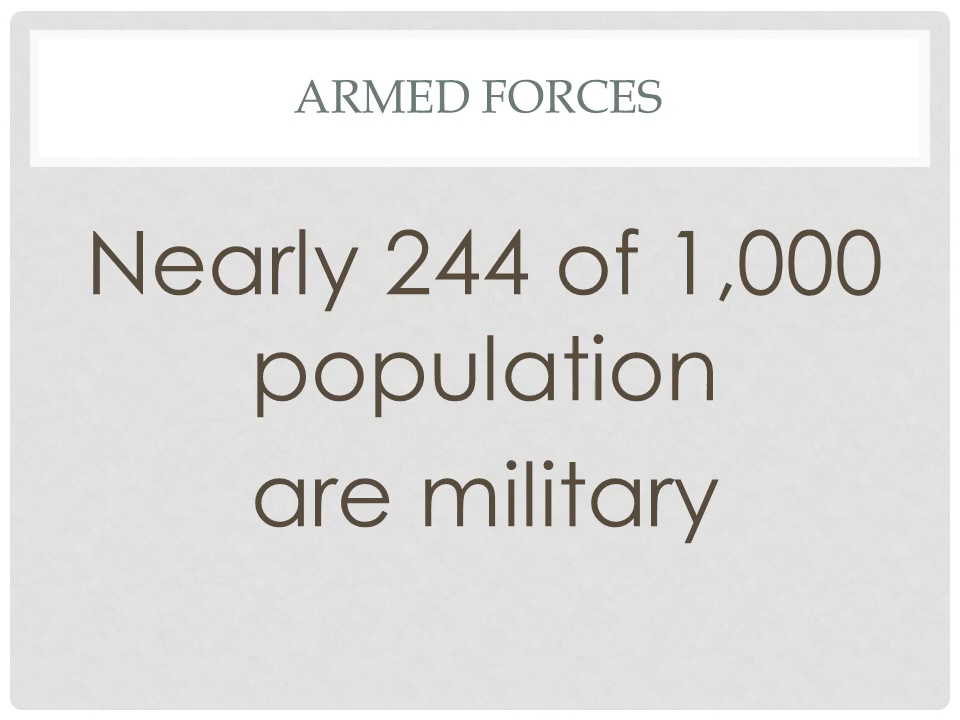 ARMED FORCES
Nearly 244 of 1,000
population
are military